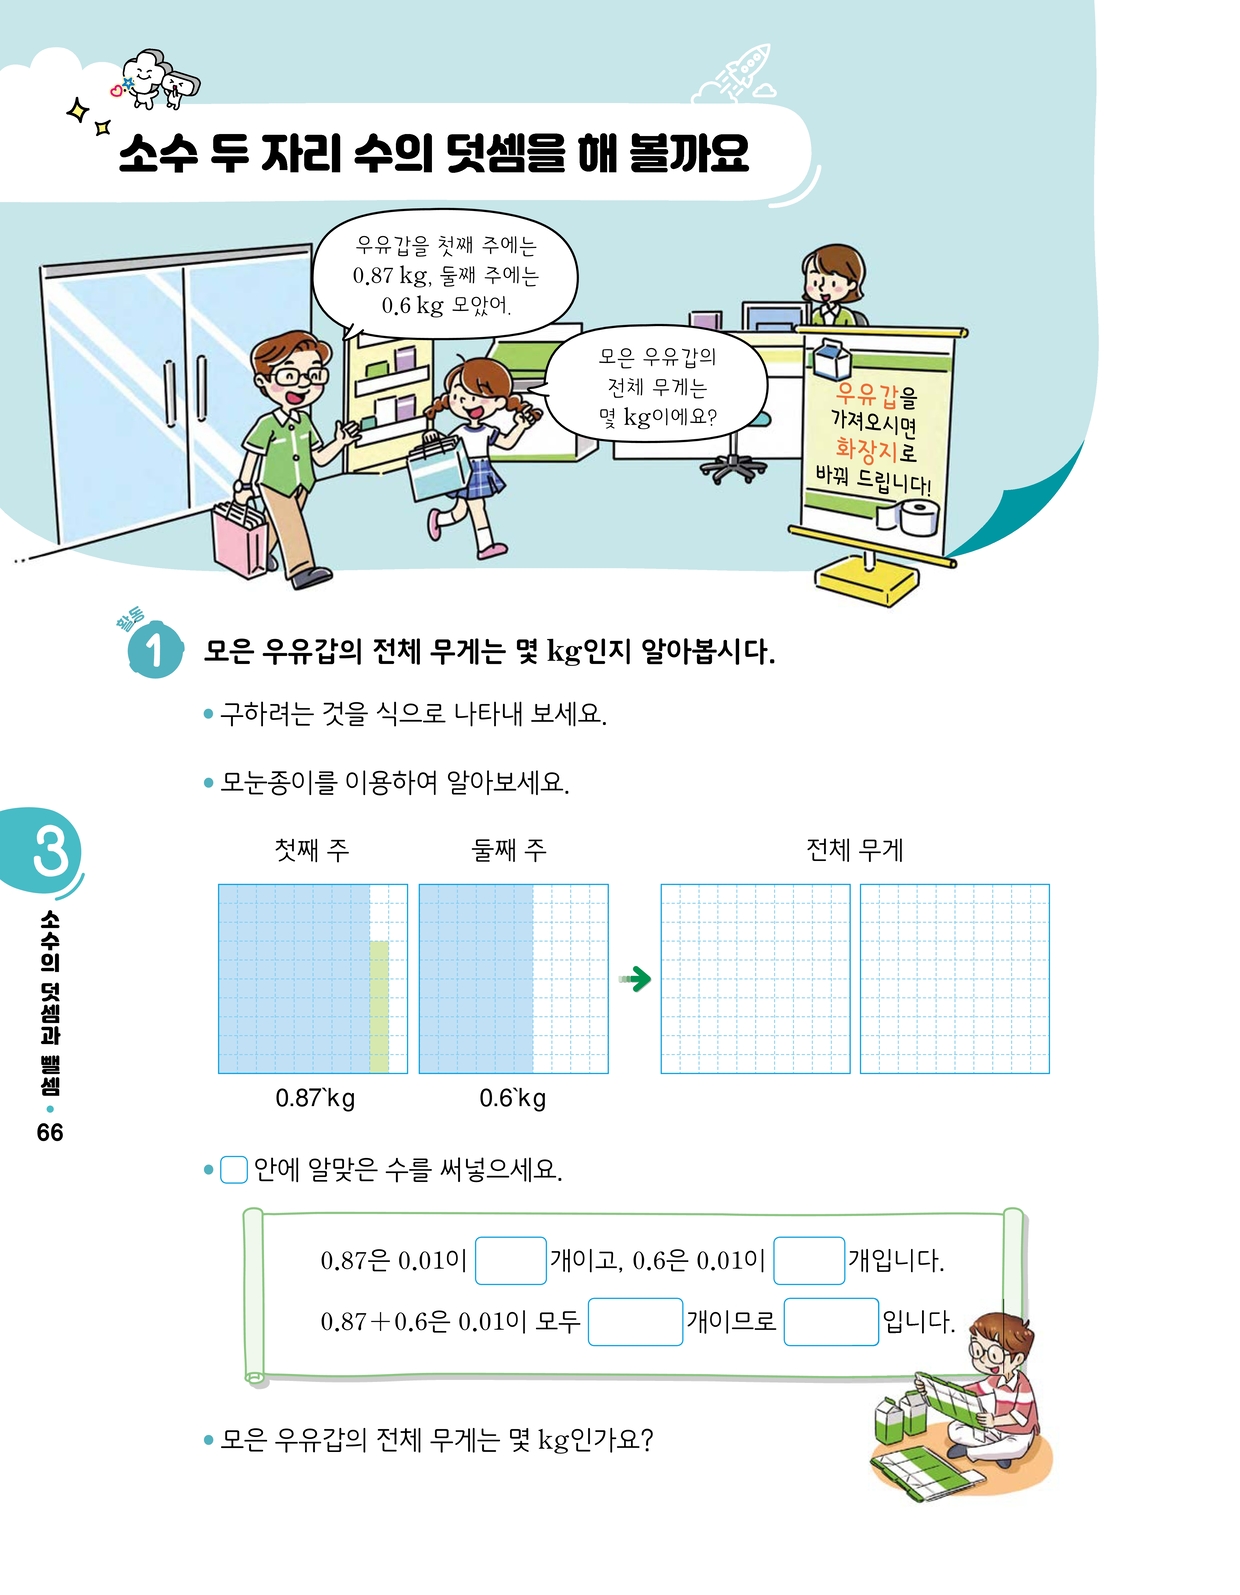 소수 두 자리 수의 덧셈을 해 볼까요
우유갑을 첫째 주에는
0.87 kg, 둘째 주에는
0.6 kg 모았어.
모은 우유갑의
전체 무게는
몇 kg이에요?
우유갑을
가져오시면
화장지로
바꿔 드립니다!
활동
1 모은 우유갑의 전체 무게는 몇 kg인지 알아봅시다.
• 구하려는 것을 식으로 나타내 보세요.
• 모눈종이를 이용하여 알아보세요.
첫째 주 둘째 주 전체 무게
0.87`kg 0.6`kg
• □ 안에 알맞은 수를 써넣으세요.
0.87은 0.01이 □ 개이고, 0.6은 0.01이 □ 개입니다.
0.87+0.6은 0.01이 모두 □ 개이므로 □ 입니다.
• 모은 우유갑의 전체 무게는 몇 kg인가요?
3
소수의 덧셈과 뺄셈 •
66